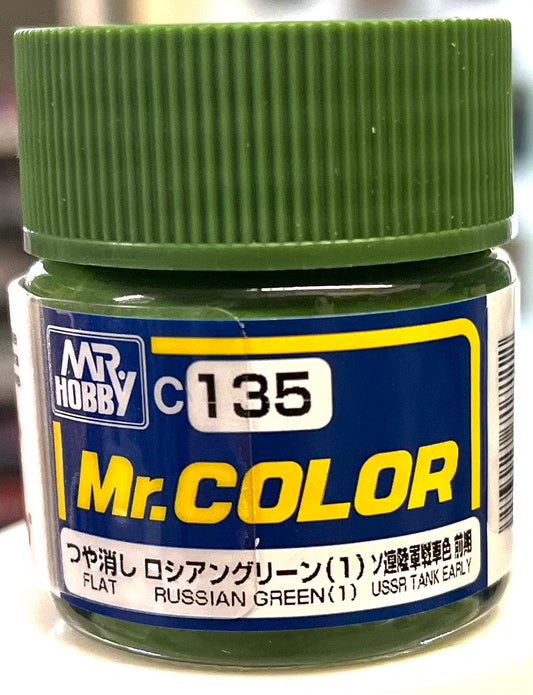 MR. HOBBY
C135
Mr.COLOR
つや消し ロシアングリーン(1) ソ連陸軍戦車色 前期
FLAT RUSSIAN GREEN(1) USSR TANK EARLY